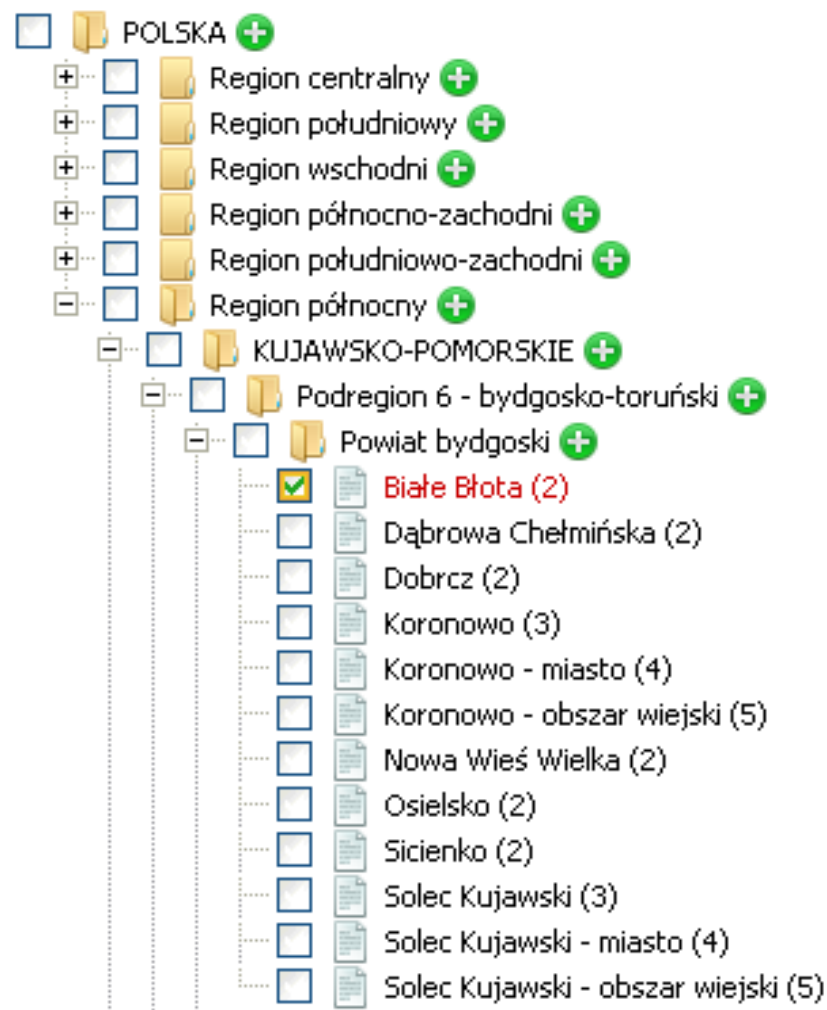 POLSKA
Region centralny
Region południowy
Region wschodni
Region północno-zachodni
Region południowo-zachodni
Region północny
KUJAWSKO-POMORSKIE
Podregion 6 - bydgosko-toruński
Powiat bydgoski
Białe Błota (2)
Dąbrowa Chełmińska (2)
Dobrcz (2)
Koronowo (3)
Koronowo - miasto (4)
Koronowo - obszar wiejski (5)
Nowa Wieś Wielka (2)
Osielsko (2)
Sicienko (2)
Solec Kujawski (3)
Solec Kujawski - miasto (4)
Solec Kujawski - obszar wiejski (5)